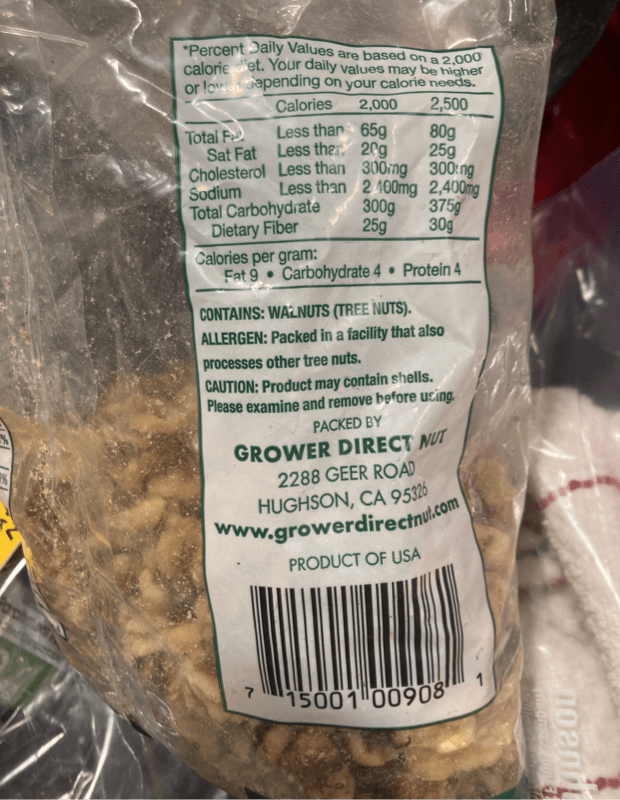 *Percent Daily Values are based on a 2,000
calorie diet. Your daily values may be higher
or lower depending on your calorie needs.
Calories 2,000 2,500
Total Fat Less than 65g 80g
Sat Fat Less than 20g 25g
Cholesterol Less than 300mg 300mg
Sodium Less than 2,400mg 2,400mg
Total Carbohydrate 300g 375g
Dietary Fiber 25g 30g
Calories per gram:
Fat 9 • Carbohydrate 4 • Protein 4
CONTAINS: WALNUTS (TREE NUTS).
ALLERGEN: Packed in a facility that also
processes other tree nuts.
CAUTION: Product may contain shells.
Please examine and remove before using.
PACKED BY
GROWER DIRECT NUT
2288 GEER ROAD
HUGHSON, CA 95326
www.growerdirectnut.com
PRODUCT OF USA
7 15001 00908 1